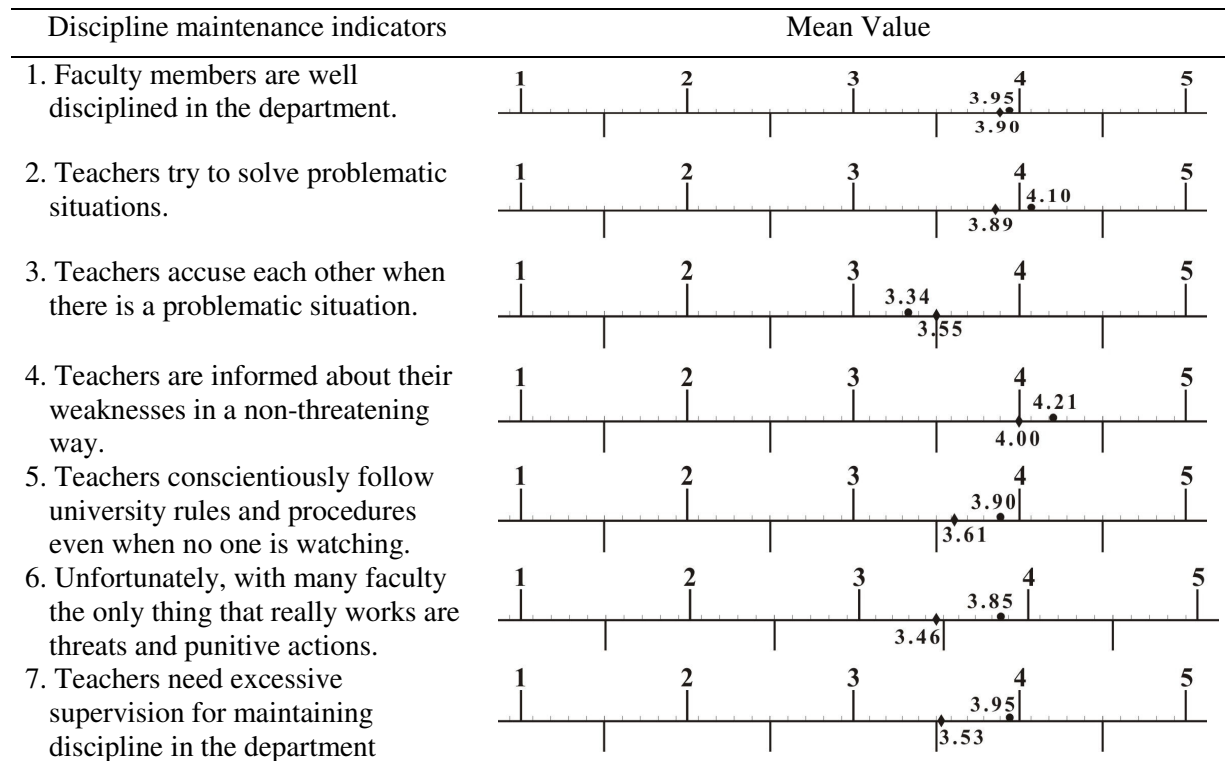 Discipline maintenance indicators Mean Value
1. Faculty members are well
disciplined in the department.
1 2 3 4 5
3.95
3.90
2. Teachers try to solve problematic
situations.
1 2 3 4 5
4.10
3.89
3. Teachers accuse each other when
there is a problematic situation.
1 2 3 4 5
3.34
3.55
4. Teachers are informed about their
weaknesses in a non-threatening
way.
1 2 3 4 5
4.21
4.00
5. Teachers conscientiously follow
university rules and procedures
even when no one is watching.
1 2 3 4 5
3.90
3.61
6. Unfortunately, with many faculty
the only thing that really works are
threats and punitive actions.
1 2 3 4 5
3.85
3.46
7. Teachers need excessive
supervision for maintaining
discipline in the department
1 2 3 4 5
3.95
3.53